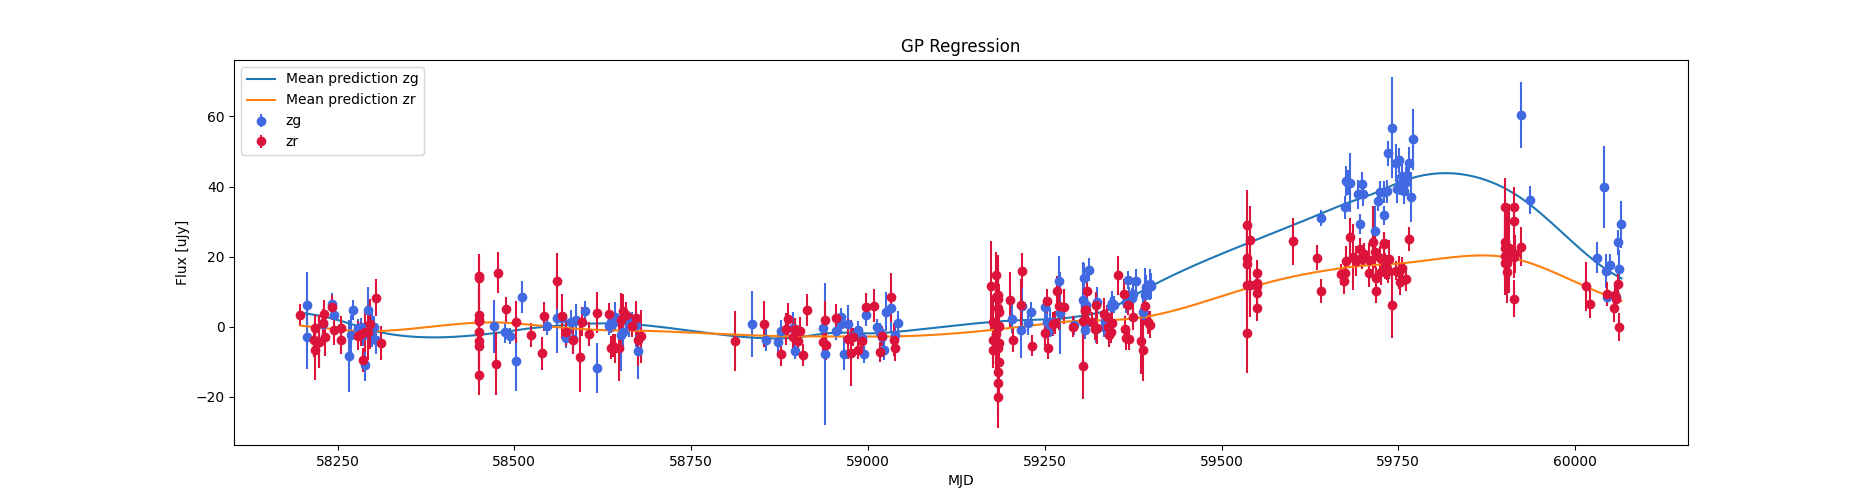 GP Regression
Mean prediction zg
Mean prediction zr
zg
zr
Flux [uJy]
60
40
20
0
−20
58250 58500 58750 59000 59250 59500 59750 60000
MJD